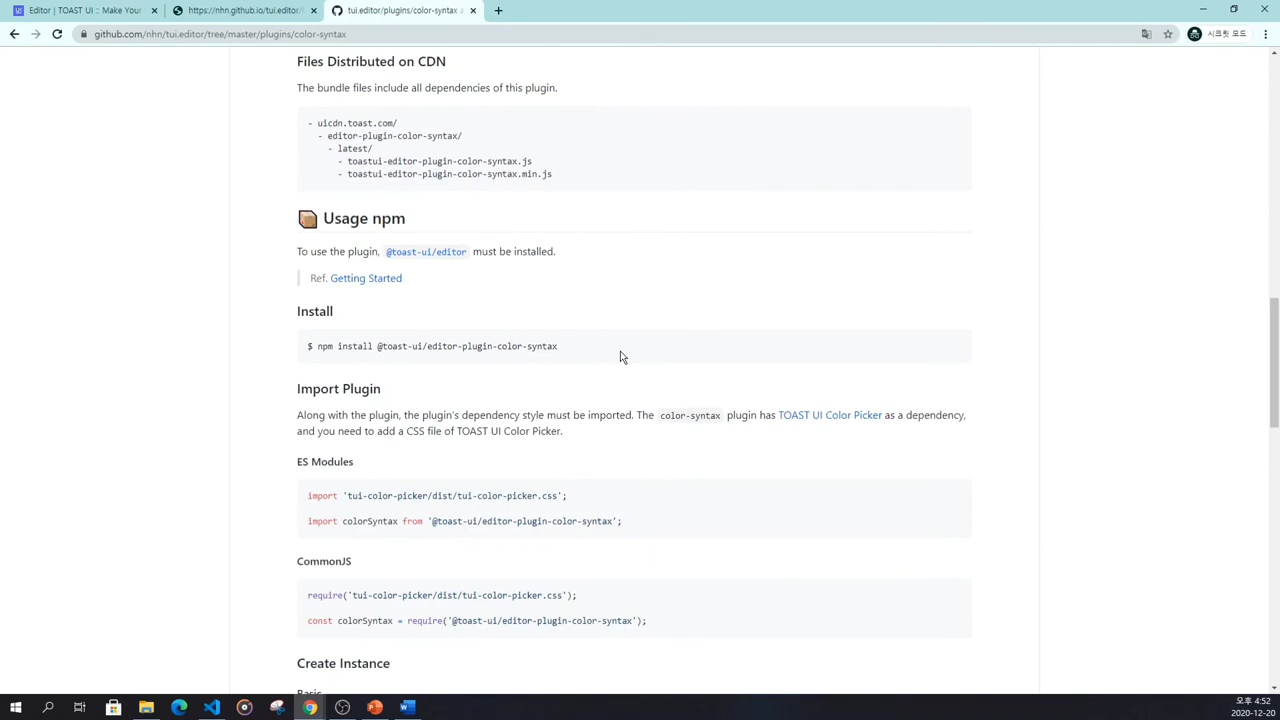 Editor | TOAST UI :: Make Your
https://nhn.github.io/tui.editor/l
tui.editor/plugins/color-syntax a
github.com/nhn/tui.editor/tree/master/plugins/color-syntax
시크릿 모드
Files Distributed on CDN
The bundle files include all dependencies of this plugin.
- uicdn.toast.com/
- editor-plugin-color-syntax/
- latest/
- toastui-editor-plugin-color-syntax.js
- toastui-editor-plugin-color-syntax.min.js
Usage npm
To use the plugin, @toast-ui/editor must be installed.
Ref. Getting Started
Install
$ npm install @toast-ui/editor-plugin-color-syntax
Import Plugin
Along with the plugin, the plugin's dependency style must be imported. The color-syntax plugin has TOAST UI Color Picker as a dependency,
and you need to add a CSS file of TOAST UI Color Picker.
ES Modules
import 'tui-color-picker/dist/tui-color-picker.css';
import colorSyntax from '@toast-ui/editor-plugin-color-syntax';
CommonJS
require('tui-color-picker/dist/tui-color-picker.css');
const colorSyntax = require('@toast-ui/editor-plugin-color-syntax');
Create Instance
Basic
오후 4:52
2020-12-20